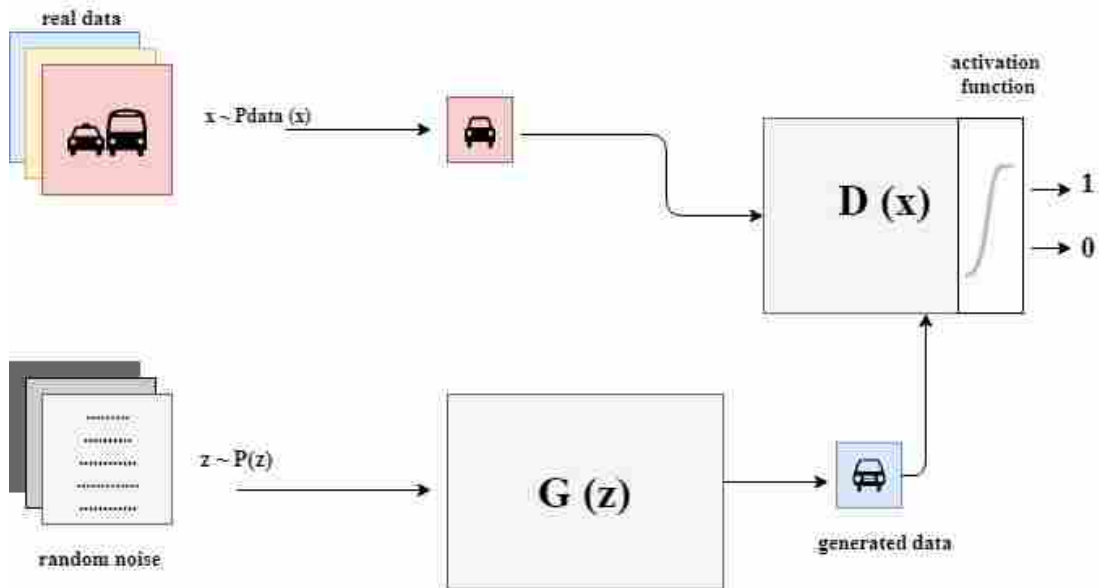 real data
activation
function
x ~ Pdata (x)
D (x)
1
0
z ~ P(z)
G (z)
random noise
generated data